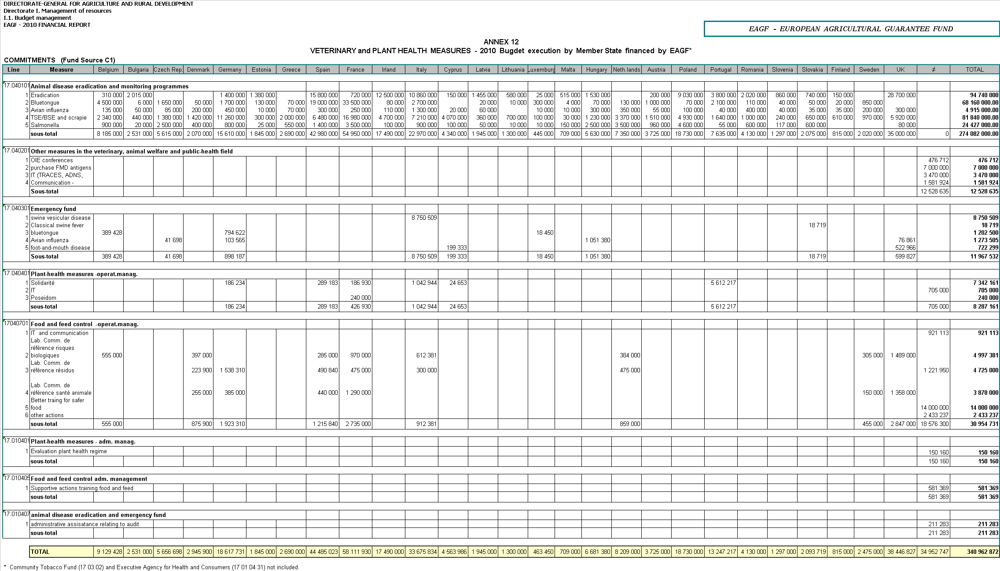 DIRECTORATE-GENERAL FOR AGRICULTURE AND RURAL DEVELOPMENT
Directorate I. Management of resources
I.1. Budget management
EAGF - 2010 FINANCIAL REPORT
EAGF - EUROPEAN AGRICULTURAL GUARANTEE FUND
ANNEX 12
VETERINARY and PLANT HEALTH MEASURES - 2010 Bugdet execution by Member State financed by EAGF*
COMMITMENTS (Fund Source C1)
Line Measure Belgium Bulgaria Czech Rep. Denmark Germany Estonia Greece Spain France Irland Italy Cyprus Latvia Lithuania Luxemburg Malta Hungary Neth.lands Austria Poland Portugal Romania Slovenia Slovakia Finland Sweden UK ≠ TOTAL
17.040101 Animal disease eradication and monitoring programmes
1 Eradication 310 000 2 015 000 1 400 000 1 380 000 15 800 000 720 000 12 500 000 10 860 000 150 000 1 455 000 580 000 25 000 515 000 1 530 000 200 000 9 030 000 3 800 000 2 020 000 860 000 740 000 150 000 28 700 000 94 740 000
2 Bluetongue 4 500 000 6 000 1 650 000 50 000 1 700 000 130 000 70 000 19 000 000 33 500 000 80 000 2 700 000 20 000 10 000 300 000 4 000 70 000 130 000 1 000 000 70 000 2 100 000 110 000 40 000 50 000 20 000 850 000 68 160 000.00
3 Avian influenza 135 000 50 000 85 000 200 000 450 000 10 000 70 000 300 000 250 000 110 000 1 300 000 20 000 60 000 10 000 10 000 300 000 350 000 55 000 100 000 40 000 400 000 40 000 35 000 35 000 200 000 300 000 4 915 000.00
4 TSE/BSE and scrapie 2 340 000 440 000 1 380 000 1 420 000 11 260 000 300 000 2 000 000 6 480 000 16 980 000 4 700 000 7 210 000 4 070 000 360 000 700 000 100 000 30 000 1 230 000 3 370 000 1 510 000 4 930 000 1 640 000 1 000 000 240 000 650 000 610 000 970 000 5 920 000 81 840 000.00
5 Salmonella 900 000 20 000 2 500 000 400 000 800 000 25 000 550 000 1 400 000 3 500 000 100 000 900 000 100 000 50 000 10 000 10 000 150 000 2 500 000 3 500 000 960 000 4 600 000 55 000 600 000 117 000 600 000 80 000 24 427 000.00
sous-total 8 185 000 2 531 000 5 615 000 2 070 000 15 610 000 1 845 000 2 690 000 42 980 000 54 950 000 17 490 000 22 970 000 4 340 000 1 945 000 1 300 000 445 000 709 000 5 630 000 7 350 000 3 725 000 18 730 000 7 635 000 4 130 000 1 297 000 2 075 000 815 000 2 020 000 35 000 000 0 274 082 000.00
17.040201 Other measures in the veterinary, animal welfare and public-health field
1 OIE conferences 476 712 476 712
2 purchase FMD antigens 7 000 000 7 000 000
3 IT (TRACES, ADNS, 3 470 000 3 470 000
4 Communication - 1 581 924 1 581 924
Sous-total 12 528 635 12 528 635
17.040301 Emergency fund
1 swine vesicular disease 8 750 509 8 750 509
2 Classical swine fever 18 719 18 719
3 bluetongue 389 428 794 622 18 450 1 202 500
4 Avian influenza 41 698 103 565 1 051 380 76 861 1 273 505
5 foot-and-mouth disease 199 333 522 966 722 299
Sous-total 389 428 41 698 898 187 8 750 509 199 333 18 450 1 051 380 18 719 599 827 11 967 532
17.040401 Plant-health measures -operat.manag.
1 Solidarité 186 234 289 183 186 930 1 042 944 24 653 5 612 217 7 342 161
2 IT 705 000 705 000
3 Poseidom 240 000 240 000
sous-total 186 234 289 183 426 930 1 042 944 24 653 5 612 217 705 000 8 287 161
17040701 Food and feed control -operat.manag.
1 IT and communication 921 113 921 113
Lab. Comm. de
référence risques
2 biologiques 555 000 397 000 285 000 970 000 612 381 384 000 305 000 1 489 000 4 997 381
Lab. Comm. de
3 référence résidus 223 900 1 538 310 490 840 475 000 300 000 475 000 1 221 950 4 725 000
Lab. Comm. de
4 référence santé animale 255 000 385 000 440 000 1 290 000 150 000 1 358 000 3 878 000
Better traing for safer
5 food 14 000 000 14 000 000
6 other actions 2 433 237 2 433 237
sous-total 555 000 875 900 1 923 310 1 215 840 2 735 000 912 381 859 000 455 000 2 847 000 18 576 300 30 954 731
17.010401 Plant-health measures - adm. manag.
1 Evaluation plant health regime 150 160 150 160
sous-total 150 160 150 160
17.010405 Food and feed control adm. management
1 Supportive actions training food and feed 581 369 581 369
sous-total 581 369 581 369
17.010407 animal disease eradication and emergency fund
1 administrative assisatance relating to audit 211 283 211 283
sous-total 211 283 211 283
TOTAL 9 129 428 2 531 000 5 656 698 2 945 900 18 617 731 1 845 000 2 690 000 44 485 023 58 111 930 17 490 000 33 675 834 4 563 986 1 945 000 1 300 000 463 450 709 000 6 681 380 8 209 000 3 725 000 18 730 000 13 247 217 4 130 000 1 297 000 2 093 719 815 000 2 475 000 38 446 827 34 952 747 340 962 872
* Community Tobacco Fund (17 03 02) and Executive Agency for Health and Consumers (17 01 04 31) not included.